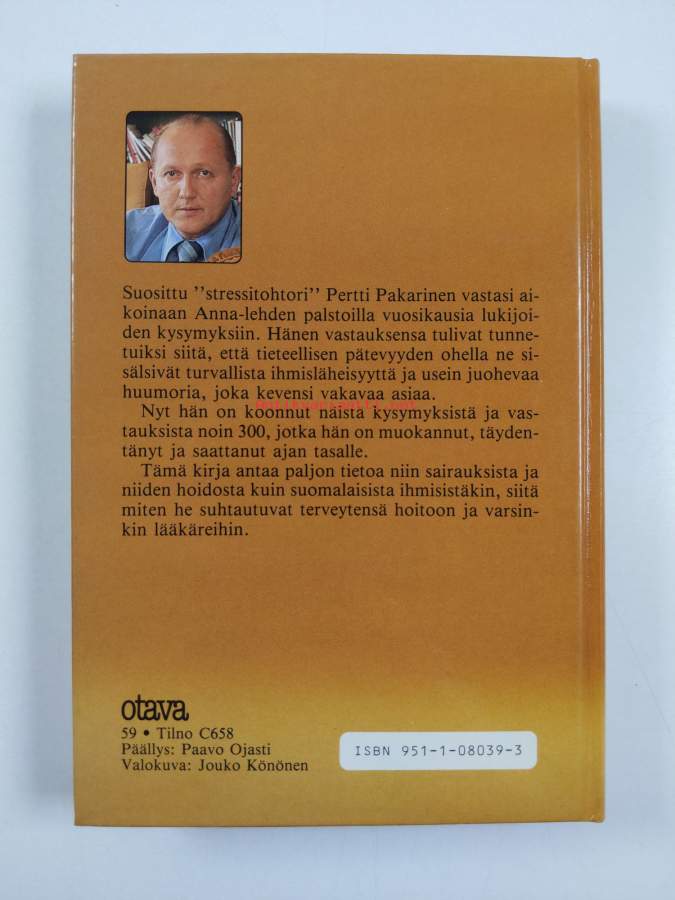 Suosittu ”stressitohtori” Pertti Pakarinen vastasi ai-
koinaan Anna-lehden palstoilla vuosikausia lukijoi-
den kysymyksiin. Hänen vastauksensa tulivat tunne-
tuiksi siitä, että tieteellisen pätevyyden ohella ne si-
sälsivät turvallista ihmisläheisyyttä ja usein juohevaa
huumoria, joka kevensi vakavaa asiaa.
Nyt hän on koonnut näistä kysymyksistä ja vas-
tauksista noin 300, jotka hän on muokannut, täyden-
tänyt ja saattanut ajan tasalle.
Tämä kirja antaa paljon tietoa niin sairauksista ja
niiden hoidosta kuin suomalaisista ihmisistäkin, siitä
miten he suhtautuvat terveytensä hoitoon ja varsin-
kin lääkäreihin.
otava
59 • Tilno C658
Päällys: Paavo Ojasti
Valokuva: Jouko Könönen
ISBN 951-1-08039-3